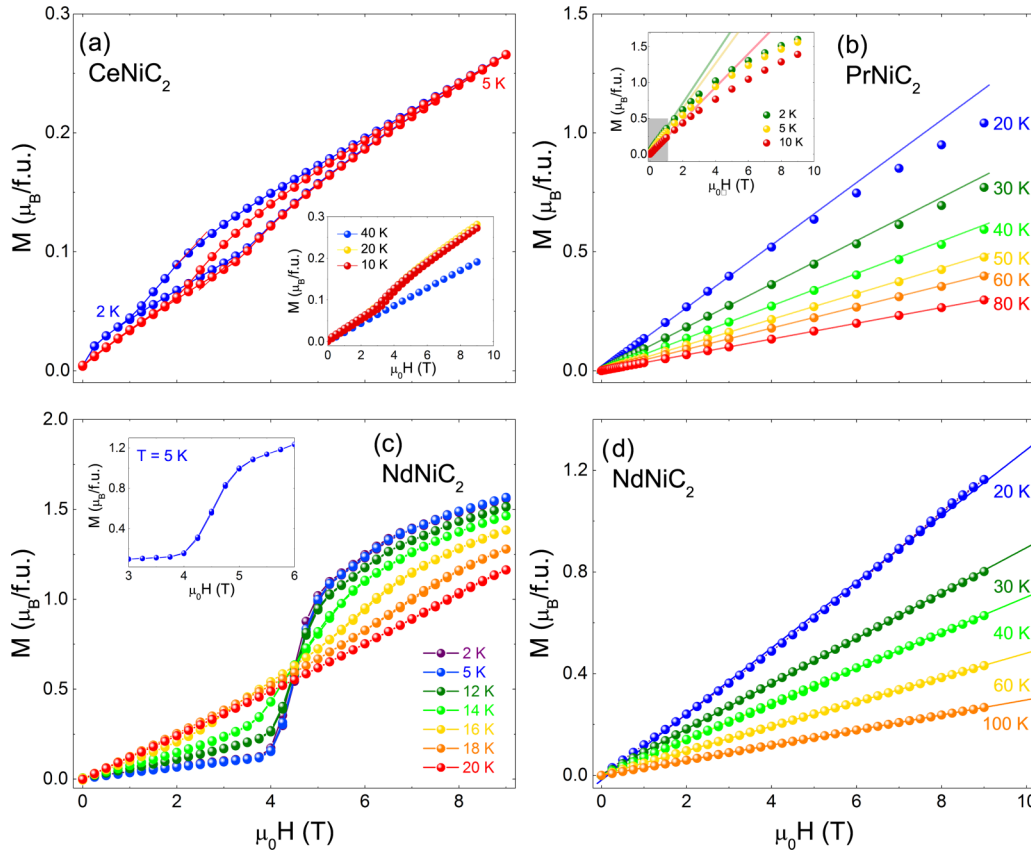 (a)
CeNiC2
M (μB/f.u.)
0.3
0.2
0.1
0.0
5 K
2 K
0.3
0.2
0.1
0.0
M (μB/f.u.)
40 K
20 K
10 K
0 2 4 6 8 10
μ0H (T)
(b)
PrNiC2
M (μB/f.u.)
1.5
1.0
0.5
0.0
1.5
1.0
0.5
0.0
M (μB/f.u.)
2 K
5 K
10 K
0 2 4 6 8 10
μ0□ (T)
20 K
30 K
40 K
50 K
60 K
80 K
(c)
NdNiC2
M (μB/f.u.)
2.0
1.5
1.0
0.5
0.0
T = 5 K
1.2
0.8
0.4
M (μB/f.u.)
3 4 5 6
μ0H (T)
2 K
5 K
12 K
14 K
16 K
18 K
20 K
0 2 4 6 8
μ0H (T)
(d)
NdNiC2
M (μB/f.u.)
1.2
0.8
0.4
0.0
20 K
30 K
40 K
60 K
100 K
0 2 4 6 8 10
μ0H (T)